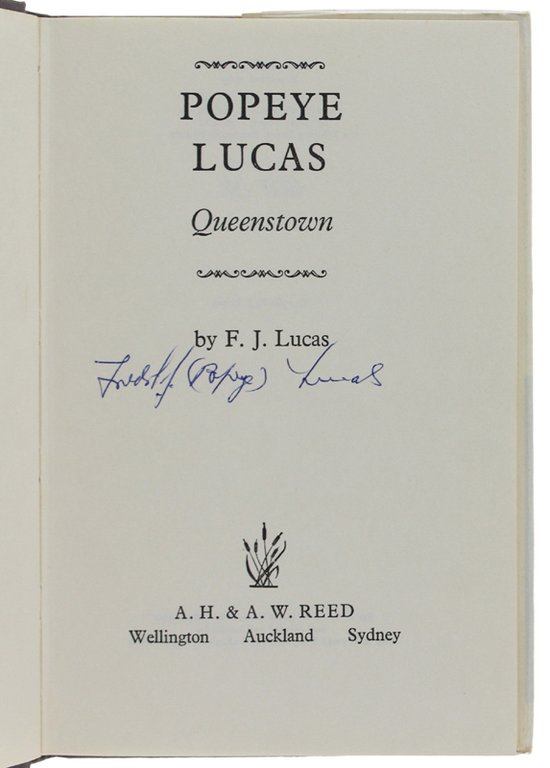 POPEYE
LUCAS
Queenstown
by F. J. Lucas
(Popeye) Lucas
A. H. & A. W. REED
Wellington Auckland Sydney